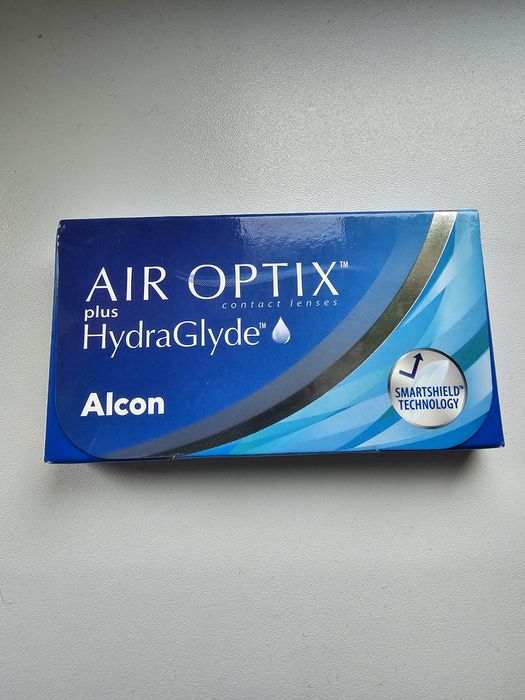 AIR OPTIX™
contact lenses
plus
HydraGlyde™
Alcon
SMARTSHIELD™
TECHNOLOGY